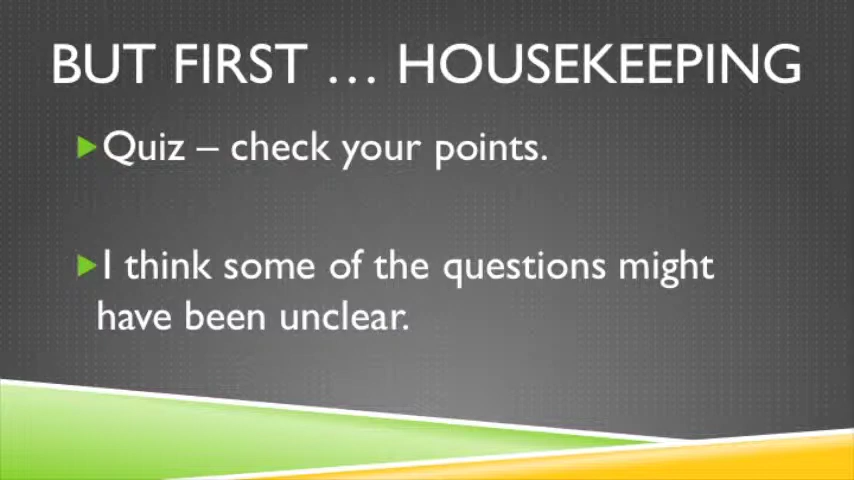 BUT FIRST … HOUSEKEEPING
Quiz – check your points.
I think some of the questions might
have been unclear.